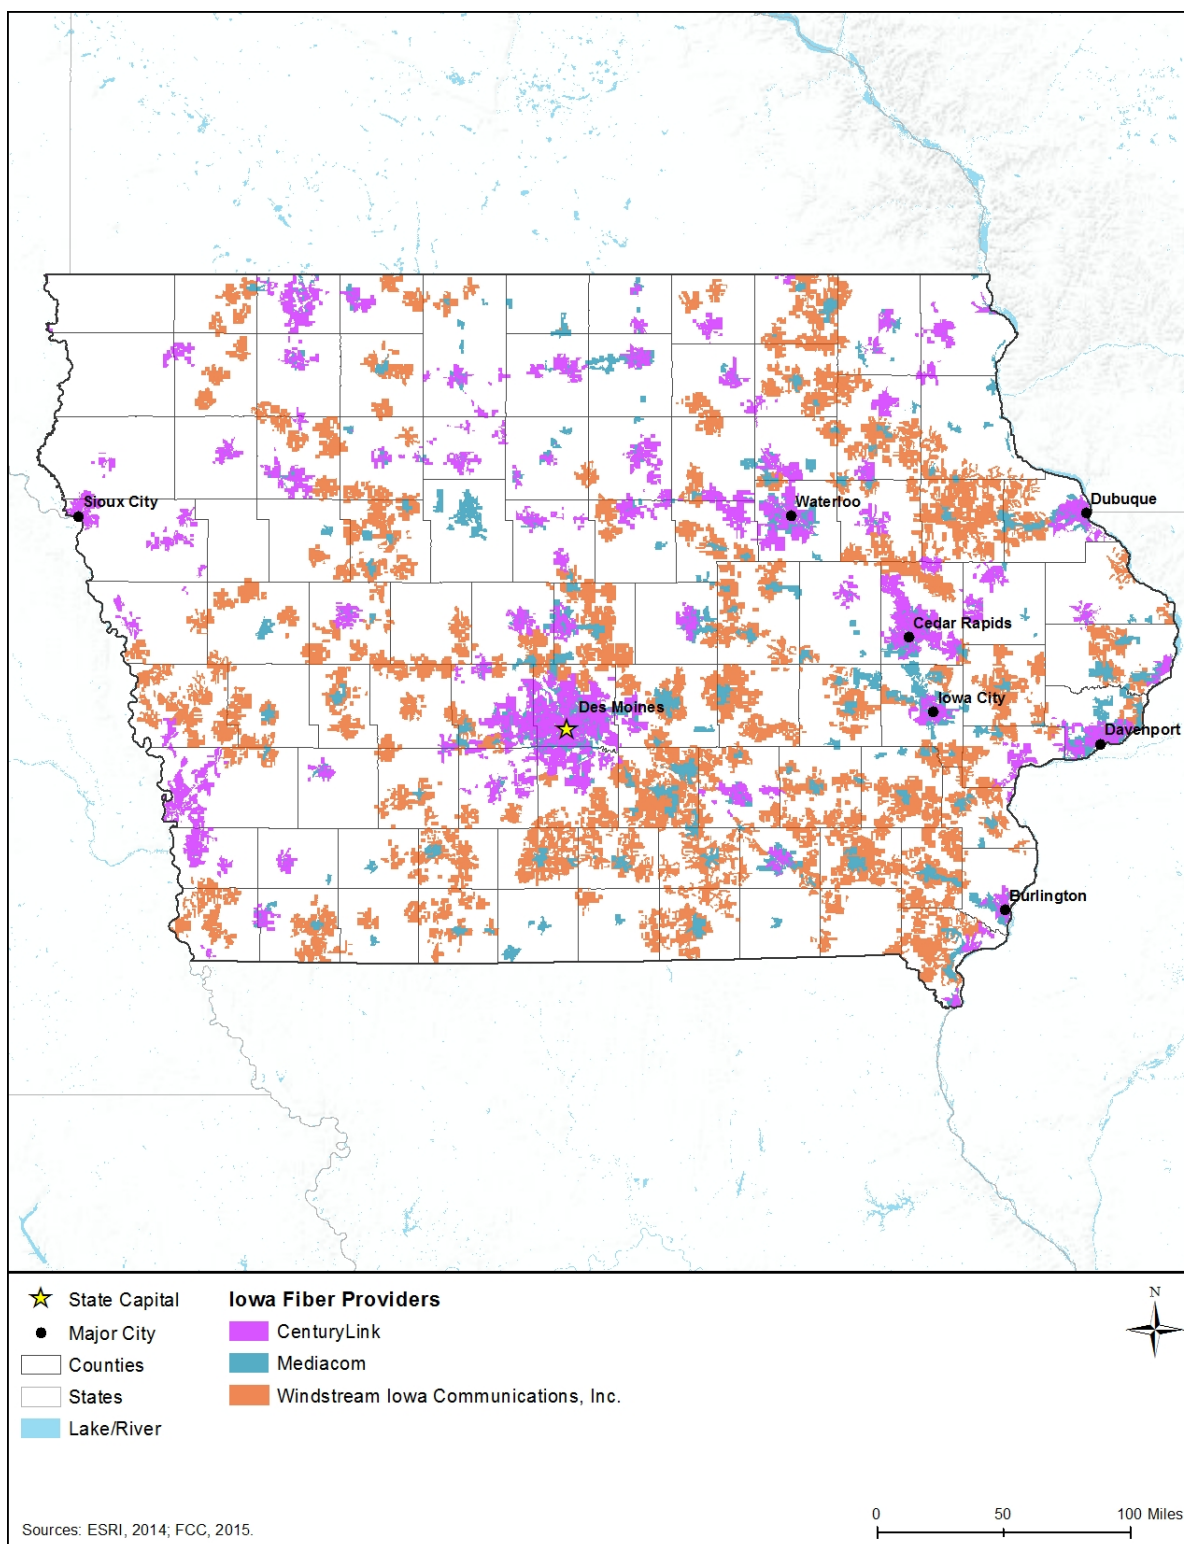 Sioux City
Waterloo
Dubuque
Cedar Rapids
Iowa City
Des Moines
Davenport
Burlington
State Capital
Major City
Counties
States
Lake/River
Iowa Fiber Providers
CenturyLink
Mediacom
Windstream Iowa Communications, Inc.
N
0 50 100 Miles
Sources: ESRI, 2014; FCC, 2015.